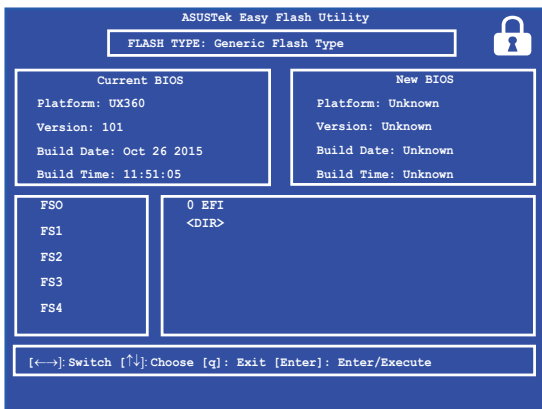 ASUSTek Easy Flash Utility
FLASH TYPE: Generic Flash Type
Current BIOS
Platform: UX360
Version: 101
Build Date: Oct 26 2015
Build Time: 11:51:05
New BIOS
Platform: Unknown
Version: Unknown
Build Date: Unknown
Build Time: Unknown
FSO
FS1
FS2
FS3
FS4
0 EFI
<DIR>
[←→]: Switch [↑↓]: Choose [q]: Exit [Enter]: Enter/Execute